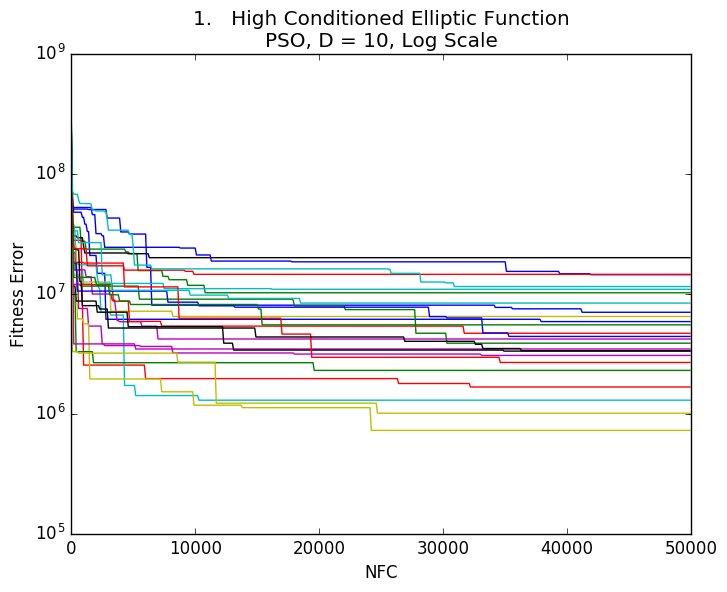 1.   High Conditioned Elliptic Function
PSO, D = 10, Log Scale
10^9
10^8
10^7
10^6
10^5
Fitness Error
0 10000 20000 30000 40000 50000
NFC